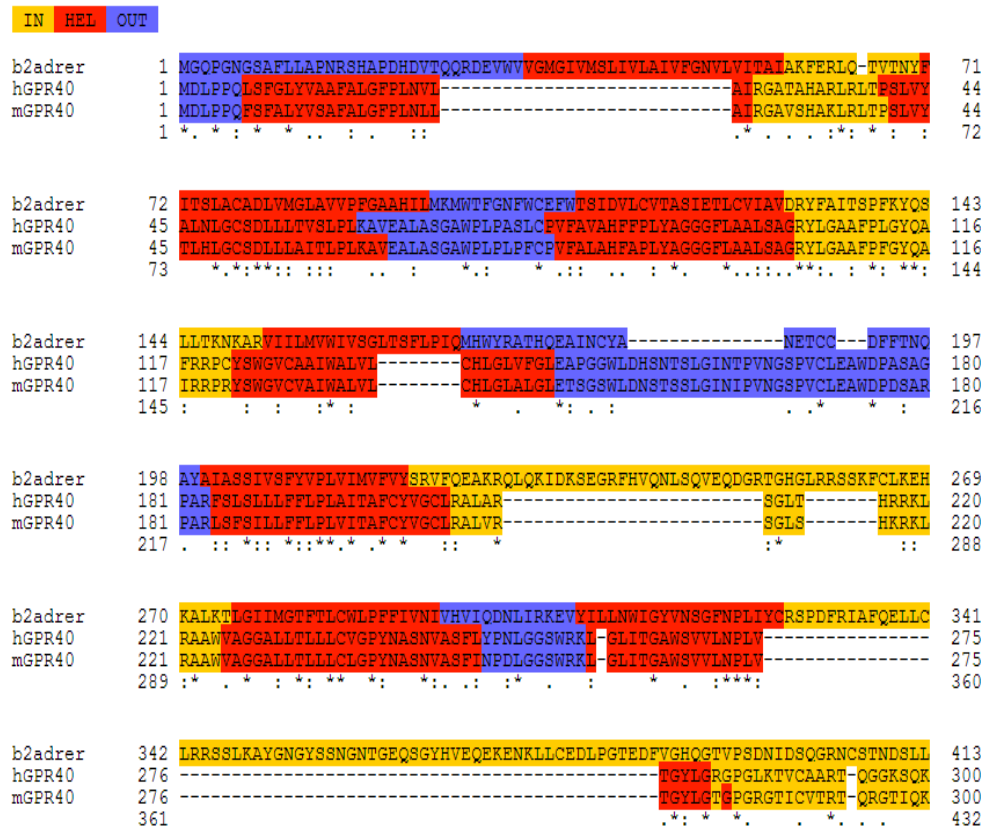 IN HEL OUT
b2adrer 1 MGQPGNGSAFLLAPNRSHAPDHDVTQQRDEVWVVGMGIVMSLIVLAIVFGNVLVITAIAKFERLQ-TVTNYF 71
hGPR40 1 MDLPPQLSFGLYVAAFALGFPLNVL----------------------------AIRGATAHARLRLTPSLVY 44
mGPR40 1 MDLPPQFSFALYVSAFALGFPLNLL----------------------------AIRGAVSHAKLRLTPSLVY 44
1 *. * : *  * .  :  .   ::                             .* *  . .  :*: * :  : 72
b2adrer 72 ITSLACADLVMGLAVVPFGAAHILMKMWTFGNFWCEFWTSIDVLCVTASIETLCVIAVDRYFAITSPFKYQS 143
hGPR40 45 ALNLGCSDLLLTVSLPLKAVEALASGAWPLPASLCPVFAVAHFFPLYAGGGFLAALSAGRYLGAAFPLGYQA 116
mGPR40 45 TLHLGCSDLLLAITLPLKAVEALASGAWPLPLPFCPVFALAHFAPLYAGGGFLAALSAGRYLGAAFPFGYQA 116
73 *.*:**:: :::   ..  .    *.:    * .::  ..  : *.   *..::..**:. : *: **: 144
b2adrer 144 LLTKNKARVIILMVWIVSGLTSFLPIQMHWYRATHQEAINCYA---------------NETCC---DFFTNQ 197
hGPR40 117 FRRPCYSWGVCAAIWALVL--------CHLGLVFGLEAPGGWLDHSNTSLGINTPVNGSPVCLEAWDPASAG 180
mGPR40 117 IRRPRYSWGVCVAIWALVL--------CHLGLALGLETSGSWLDNSTSSLGINIPVNGSPVCLEAWDPDSAR 180
145 :     :  :   :* :         *   .   *: . :                . .*    *  : 216
b2adrer 198 AYAIASSIVSFYVPLVIMVFVYSRVFQEAKRQLQKIDKSEGRFHVQNLSQVEQDGRTGHGLRRSSKFCLKEH 269
hGPR40 181 PARFSLSLLLFFLPLAITAFCYVGCLRALAR-------------------------SGLT-------HRRKL 220
mGPR40 181 PARLSFSILLFFLPLVITAFCYVGCLRALVR-------------------------SGLS-------HKRKL 220
217 .  :: *:: *::**.* .* *   ::   *                         :*         :: 288
b2adrer 270 KALKTLGIIMGTFTLCWLPFFIVNIVHVIQDNLIRKEVYILLNWIGYVNSGFNPLIYCRSPDFRIAFQELLC 341
hGPR40 221 RAAWVAGGALLTLLLCVGPYNASNVASFLYPNLGGSWRKL-GLITGAWSVVLNPLV---------------- 275
mGPR40 221 RAAWVAGGALLTLLLCLGPYNASNVASFINPDLGGSWRKL-GLITGAWSVVLNPLV---------------- 275
289 :*  . *  : *: **  *:   *:. .:  :*  .   :      *  . :***: 360
b2adrer 342 LRRSSLKAYGNGYSSNGNTGEQSGYHVEQEKENKLLCEDLPGTEDFVGHQGTVPSDNIDSQGRNCSTNDSLL 413
hGPR40 276 ----------------------------------------------TGYLGRGPGLKTVCAART-QGGKSQK 300
mGPR40 276 ----------------------------------------------TGYLGTGPGRGTICVTRT-QRGTIQK 300
361 .*: *  *.    .  *. . . 432